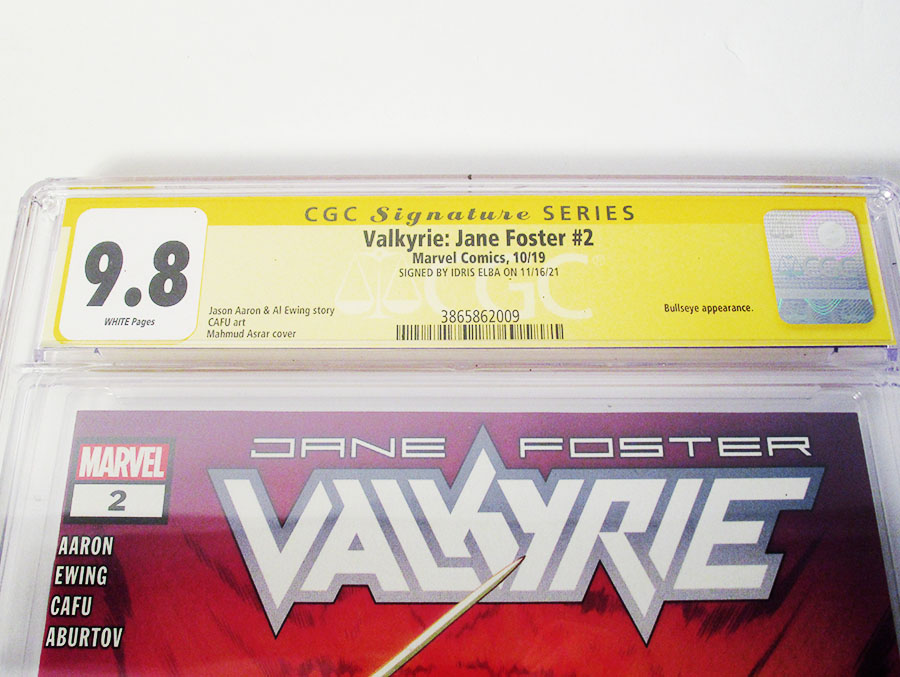 CGC Signature SERIES
Valkyrie: Jane Foster #2
Marvel Comics, 10/19
SIGNED BY IDRIS ELBA ON 11/16/21
9.8
WHITE Pages
Jason Aaron & Al Ewing story
CAFU art
Mahmud Asrar cover
CGC
3865862009
Bullseye appearance.
CGC
JANE FOSTER
VALKYRIE
MARVEL
2
AARON
EWING
CAFU
ABURTOV